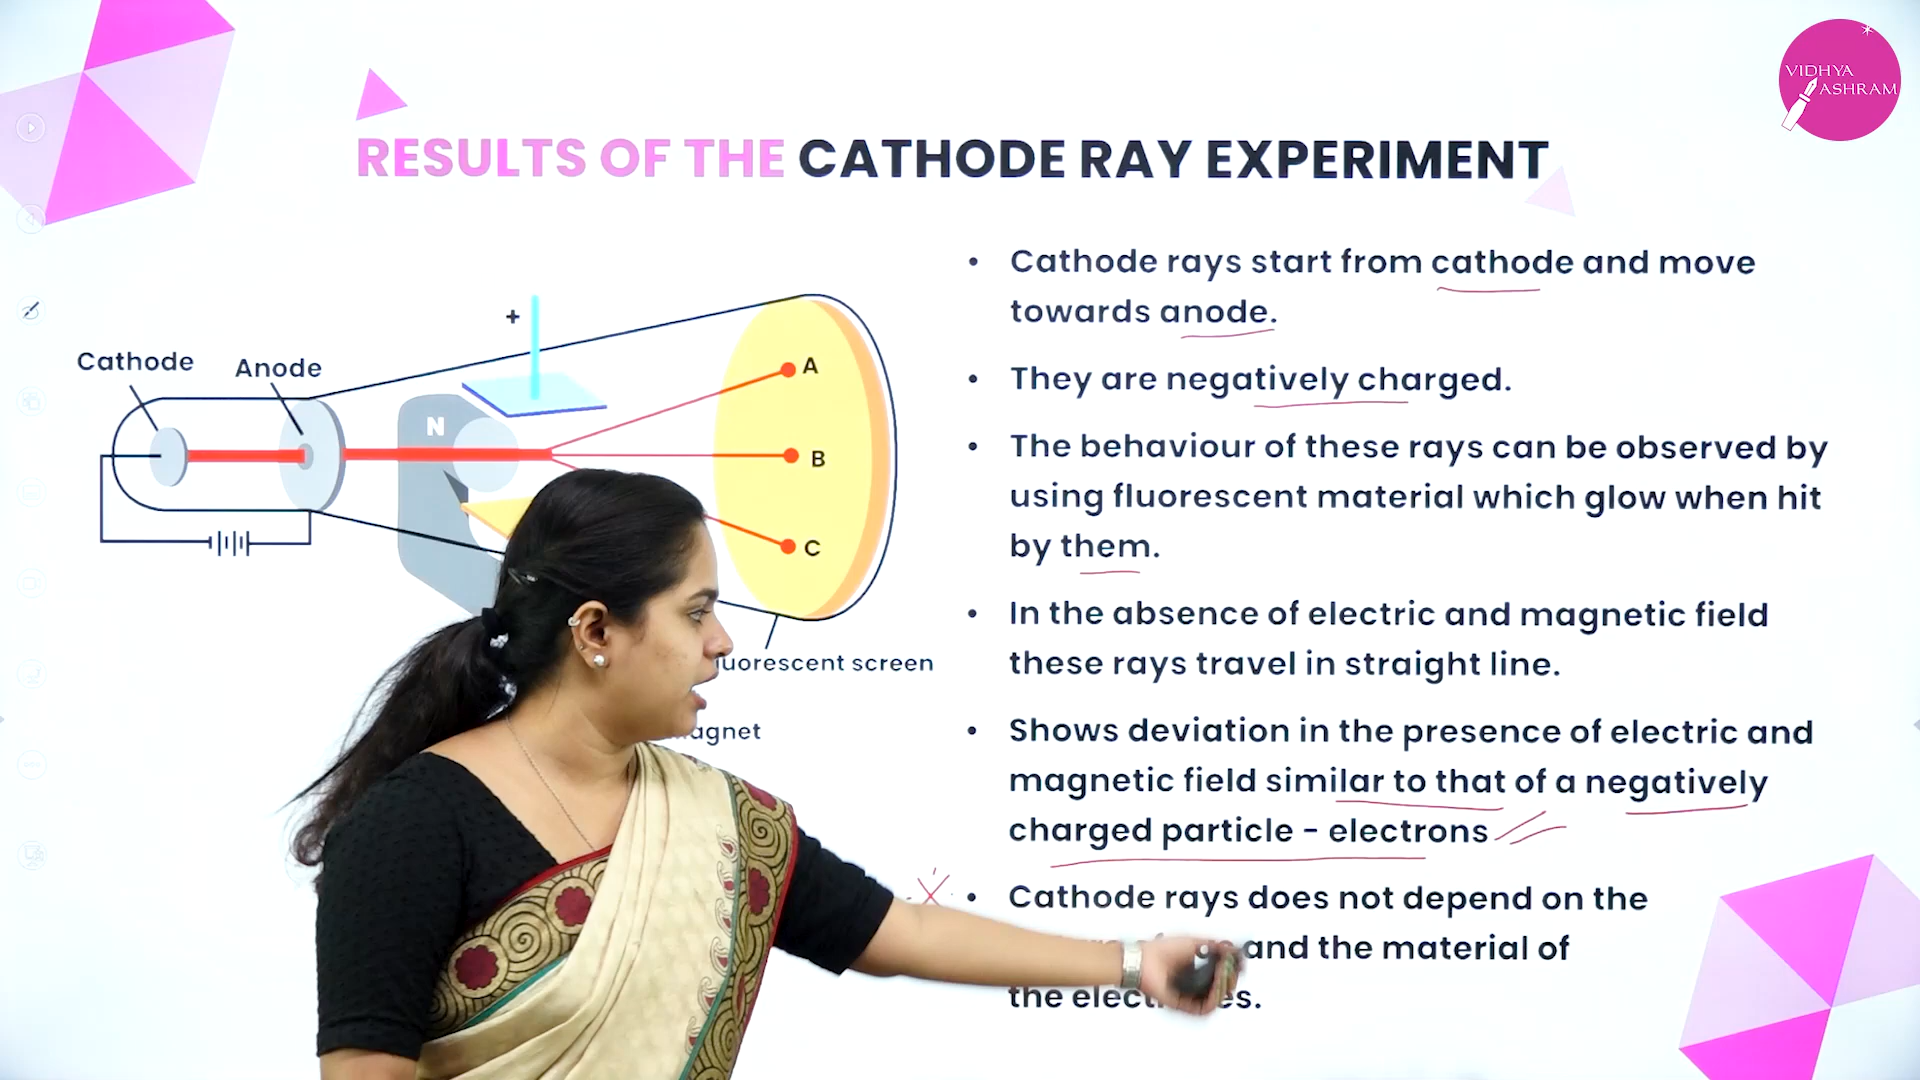 VIDHYA
ASHRAM
RESULTS OF THE CATHODE RAY EXPERIMENT
Cathode
Anode
+
N
A
B
C
uorescent screen
agnet
• Cathode rays start from cathode and move
towards anode.
• They are negatively charged.
• The behaviour of these rays can be observed by
using fluorescent material which glow when hit
by them.
• In the absence of electric and magnetic field
these rays travel in straight line.
• Shows deviation in the presence of electric and
magnetic field similar to that of a negatively
charged particle - electrons
• Cathode rays does not depend on the
and the material of
the